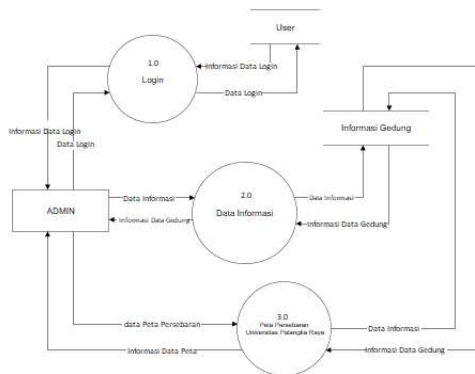 User
1.0
Login
Informasi Data Login
Data Login
Informasi Data Login
Data Login
Informasi Gedung
ADMIN
Data Informasi
Informasi Data Gedung
2.0
Data Informasi
Data Informasi
Informasi Data Gedung
data Peta Persebaran
Informasi Data Peta
3.0
Peta Persebaran
Universitas Palangka Raya
Data Informasi
Informasi Data Gedung